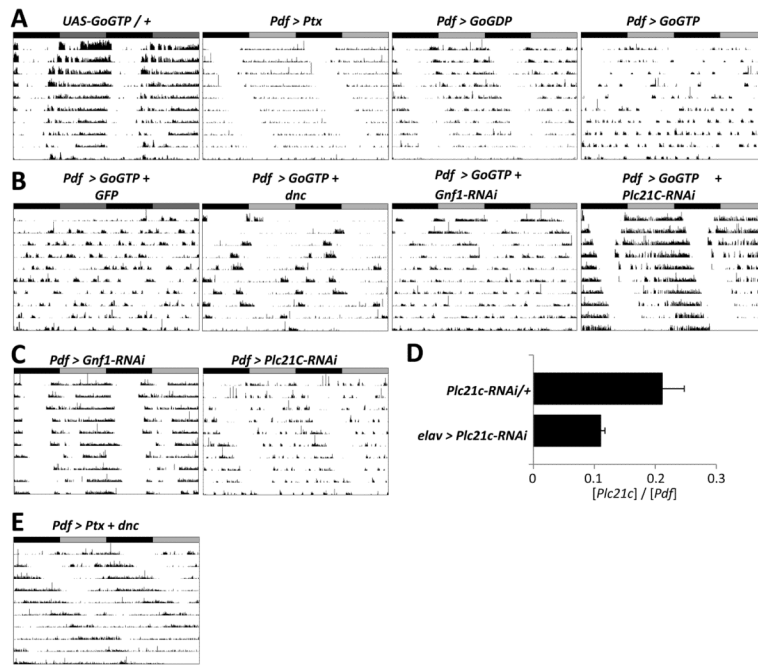 A
UAS-GoGTP / +
Pdf > Ptx
Pdf > GoGDP
Pdf > GoGTP
B
Pdf > GoGTP +
GFP
Pdf > GoGTP +
dnc
Pdf > GoGTP +
Gnf1-RNAi
Pdf > GoGTP +
Plc21C-RNAi
C
Pdf > Gnf1-RNAi
Pdf > Plc21C-RNAi
D
Plc21c-RNAi/+
elav > Plc21c-RNAi
0
0.1
0.2
0.3
[Plc21c] / [Pdf]
E
Pdf > Ptx + dnc